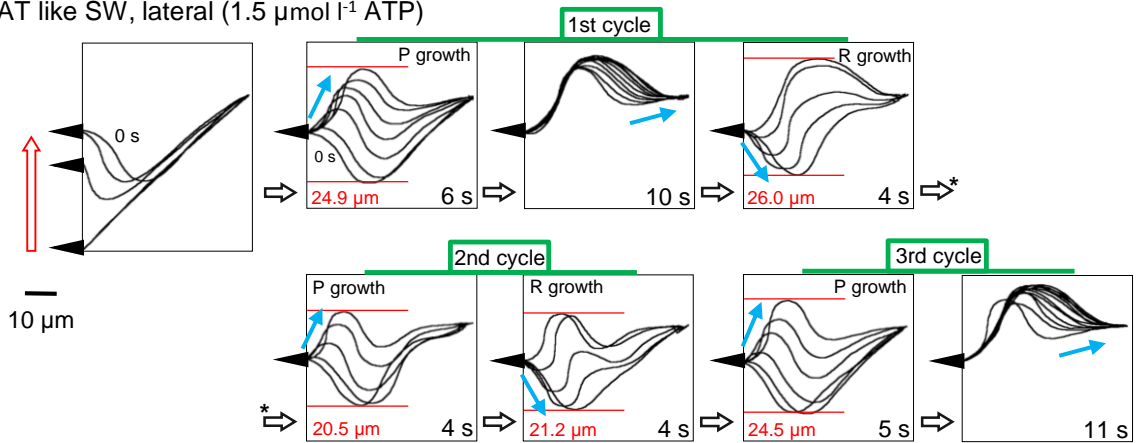 AT like SW, lateral (1.5 µmol l⁻¹ ATP)
1st cycle
0 s
P growth
0 s
24.9 µm
6 s
10 s
R growth
26.0 µm
4 s
*
10 µm
2nd cycle
3rd cycle
*
P growth
20.5 µm
4 s
R growth
21.2 µm
4 s
P growth
24.5 µm
5 s
11 s